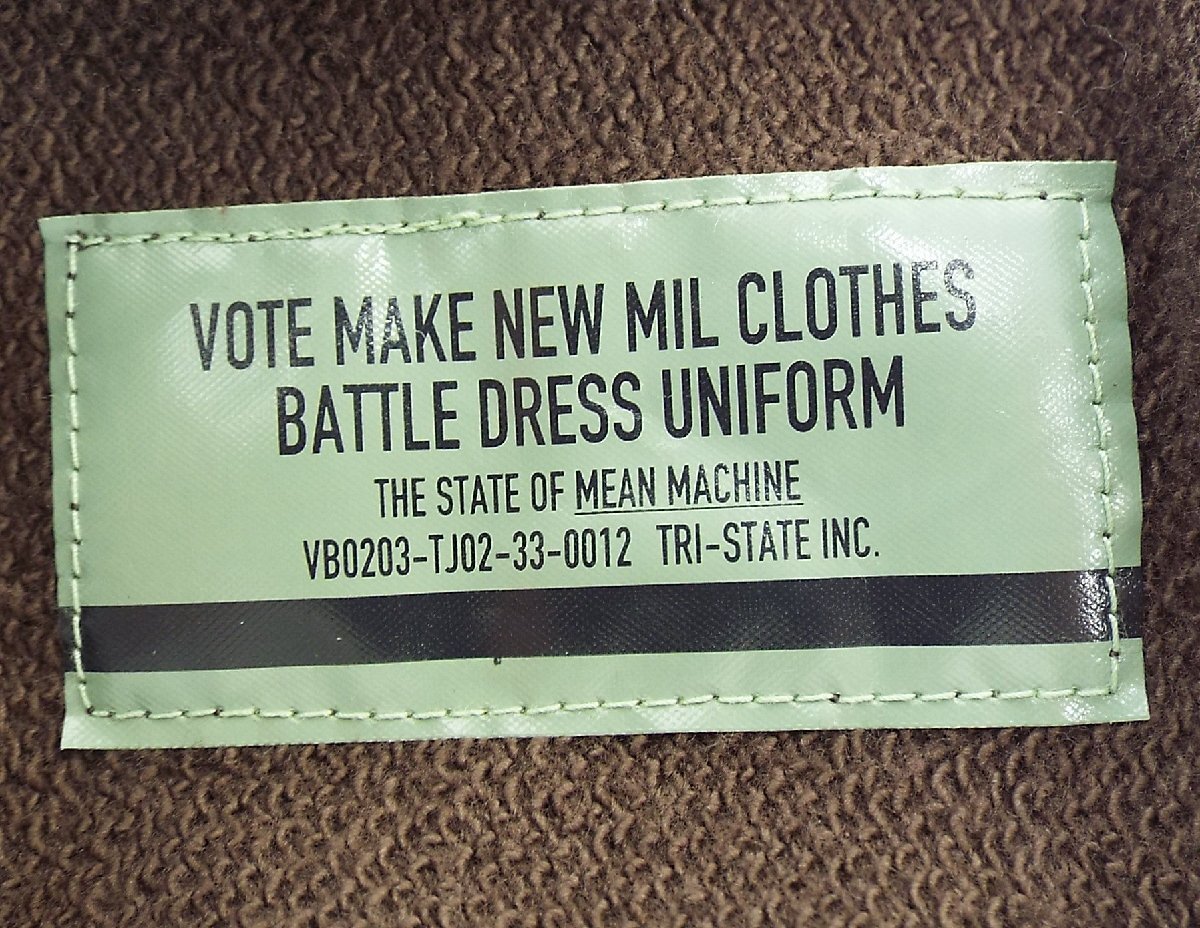 VOTE MAKE NEW MIL CLOTHES
BATTLE DRESS UNIFORM
THE STATE OF MEAN MACHINE
VB0203-TJ02-33-0012 TRI-STATE INC.